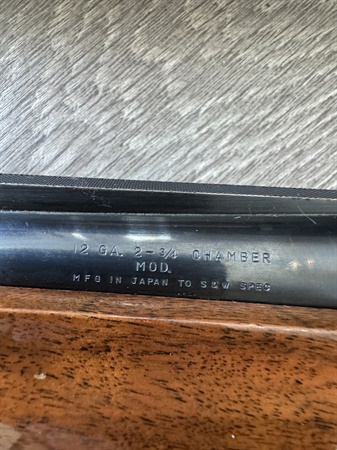 12 GA. 2-3/4 CHAMBER
MOD.
MFG IN JAPAN TO S&W SPEC